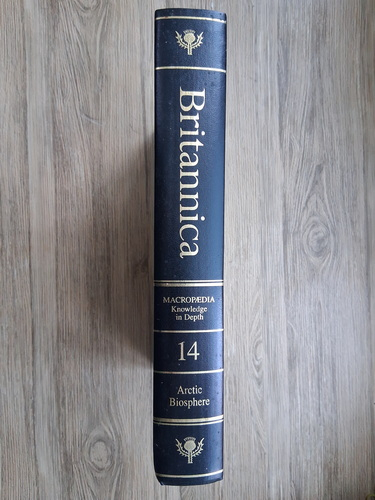 Britannica
MACROPÆDIA
Knowledge
in Depth
14
Arctic
Biosphere